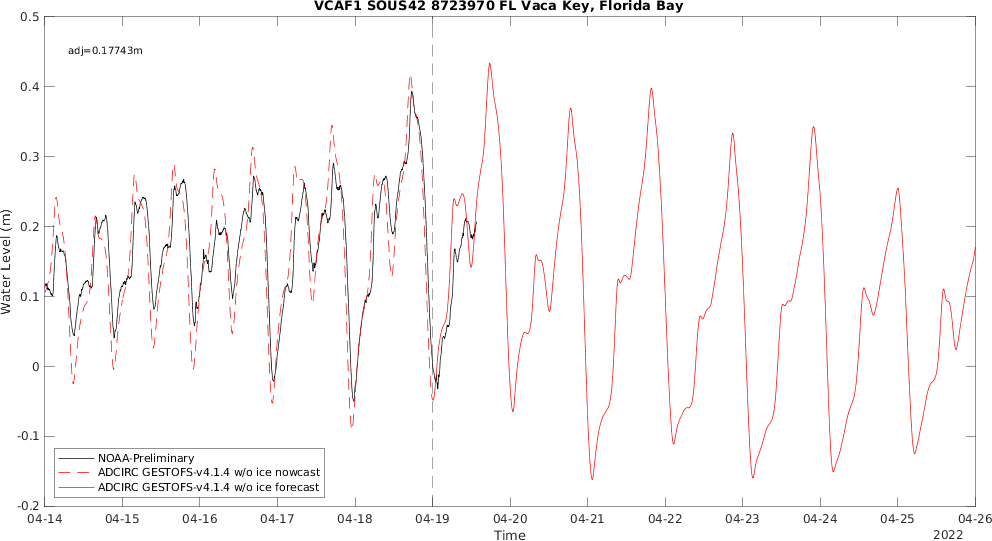 VCAF1 SOUS42 8723970 FL Vaca Key, Florida Bay
0.5
adj=0.17743m
0.4
0.3
0.2
0.1
0
-0.1
-0.2
Water Level (m)
NOAA-Preliminary
ADCIRC GESTOFS-v4.1.4 w/o ice nowcast
ADCIRC GESTOFS-v4.1.4 w/o ice forecast
04-14 04-15 04-16 04-17 04-18 04-19 04-20 04-21 04-22 04-23 04-24 04-25 04-26
Time
2022